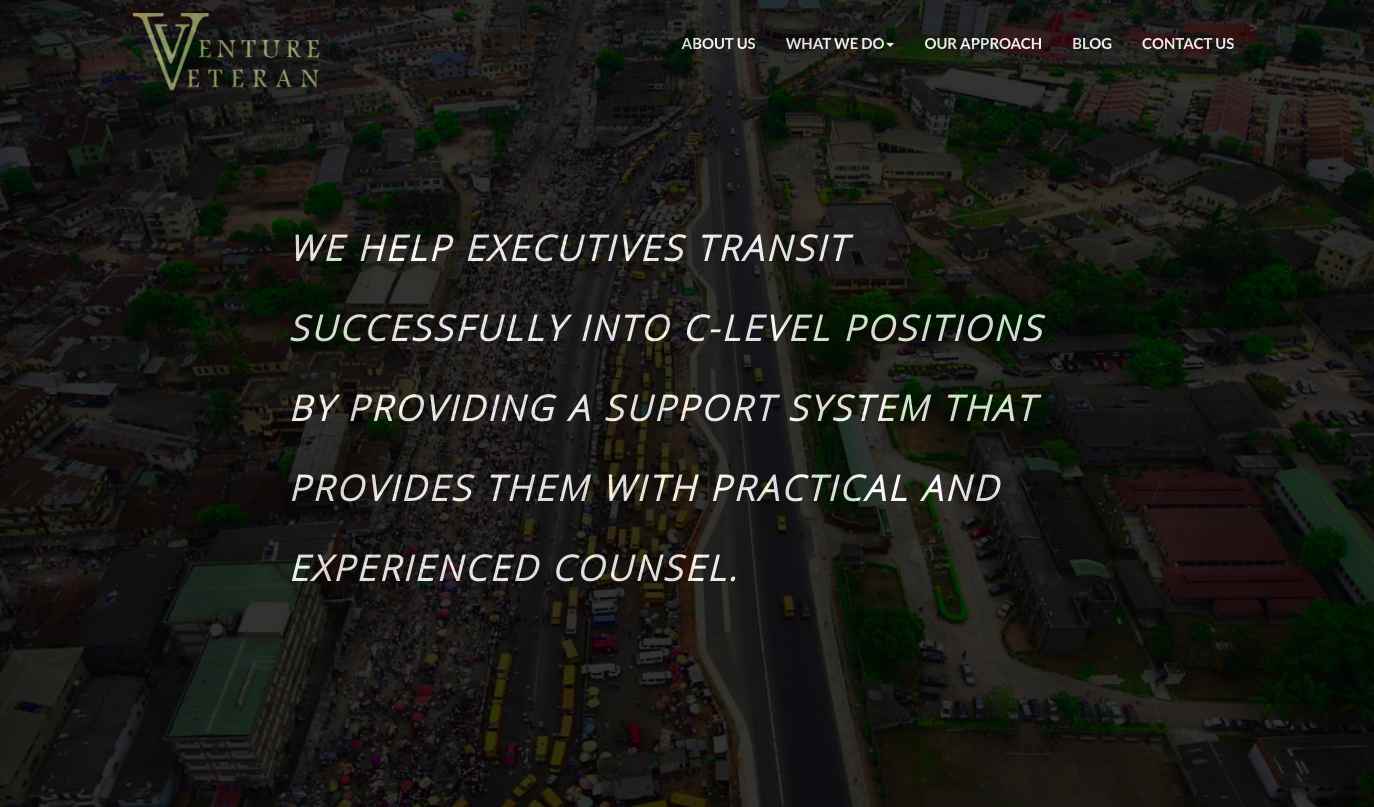 VENTURE
VETERAN
ABOUT US
WHAT WE DO
OUR APPROACH
BLOG
CONTACT US
WE HELP EXECUTIVES TRANSIT
SUCCESSFULLY INTO C-LEVEL POSITIONS
BY PROVIDING A SUPPORT SYSTEM THAT
PROVIDES THEM WITH PRACTICAL AND
EXPERIENCED COUNSEL.